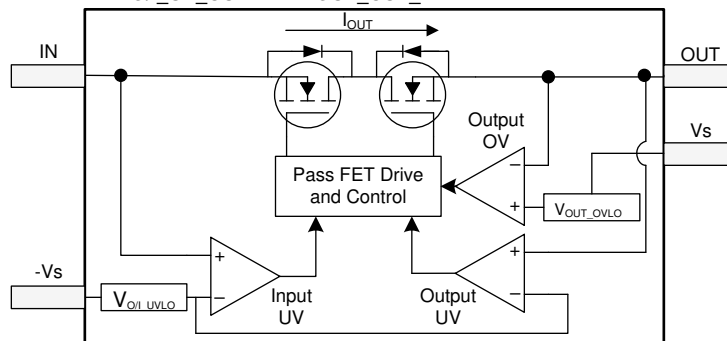 I_OUT
IN
OUT
Output
OV
Vs
Pass FET Drive
and Control
−
+
V_OUT_OVLO
-Vs
+
−
+
−
V_O/I_UVLO
Input
UV
Output
UV